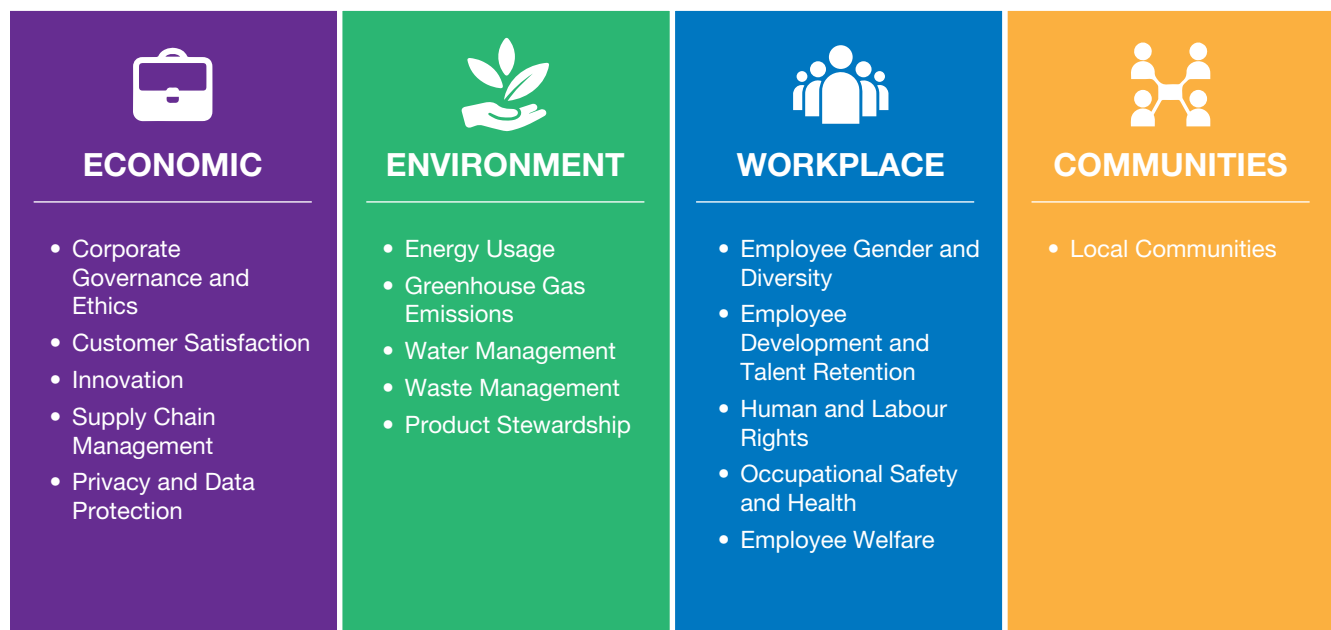 ECONOMIC
• Corporate
Governance and
Ethics
• Customer Satisfaction
• Innovation
• Supply Chain
Management
• Privacy and Data
Protection
ENVIRONMENT
• Energy Usage
• Greenhouse Gas
Emissions
• Water Management
• Waste Management
• Product Stewardship
WORKPLACE
• Employee Gender and
Diversity
• Employee
Development and
Talent Retention
• Human and Labour
Rights
• Occupational Safety
and Health
• Employee Welfare
COMMUNITIES
• Local Communities